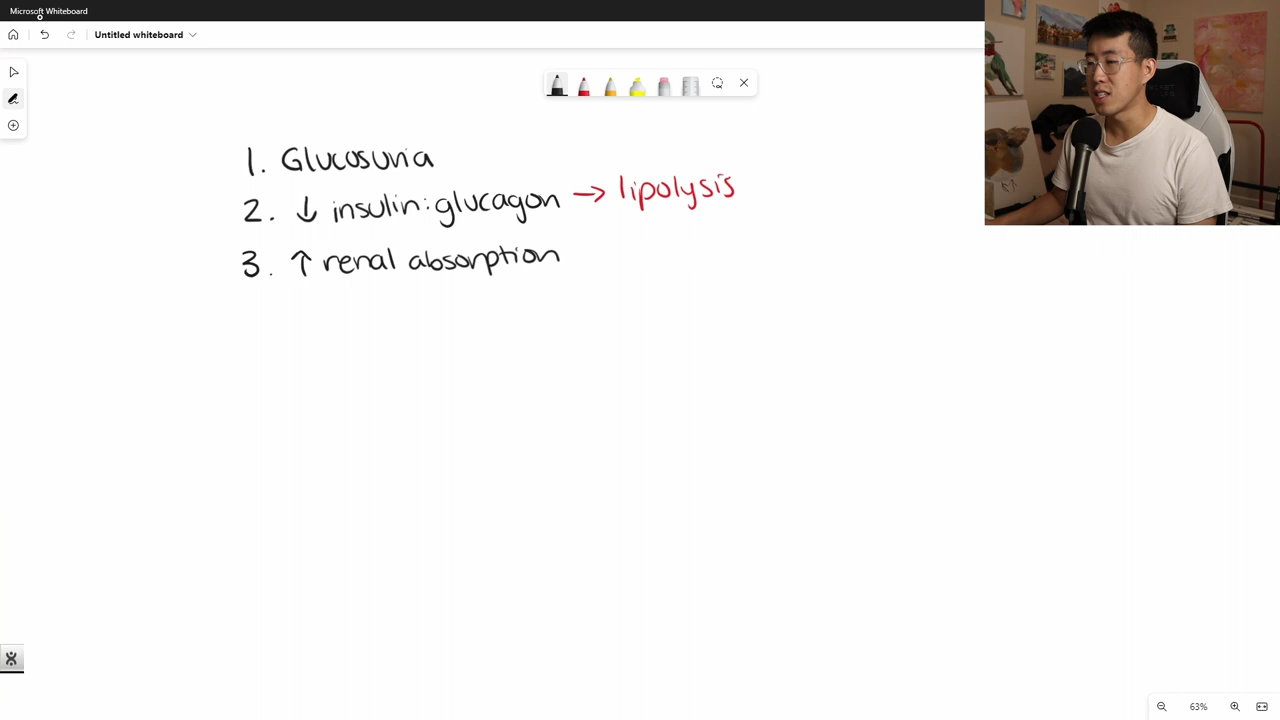 Microsoft Whiteboard
Untitled whiteboard
1. Glucosuria
2. ↓ insulin:glucagon → lipolysis
3. ↑ renal absorption
63%